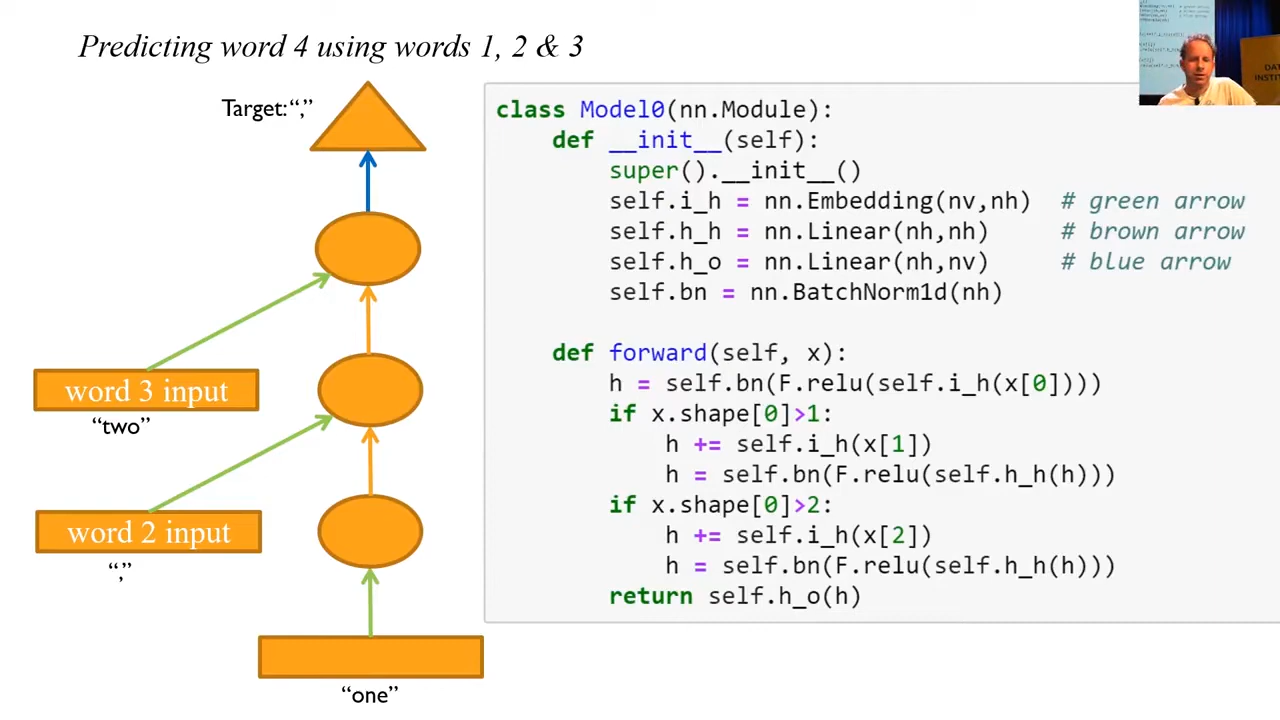 Predicting word 4 using words 1, 2 & 3
Target:“,”
word 3 input
“two”
word 2 input
“,”
“one”
class Model0(nn.Module):
    def __init__(self):
        super().__init__()
        self.i_h = nn.Embedding(nv,nh)  # green arrow
        self.h_h = nn.Linear(nh,nh)     # brown arrow
        self.h_o = nn.Linear(nh,nv)     # blue arrow
        self.bn = nn.BatchNorm1d(nh)
    def forward(self, x):
        h = self.bn(F.relu(self.i_h(x[0])))
        if x.shape[0]>1:
            h += self.i_h(x[1])
            h = self.bn(F.relu(self.h_h(h)))
        if x.shape[0]>2:
            h += self.i_h(x[2])
            h = self.bn(F.relu(self.h_h(h)))
        return self.h_o(h)
DAT
INSTIT